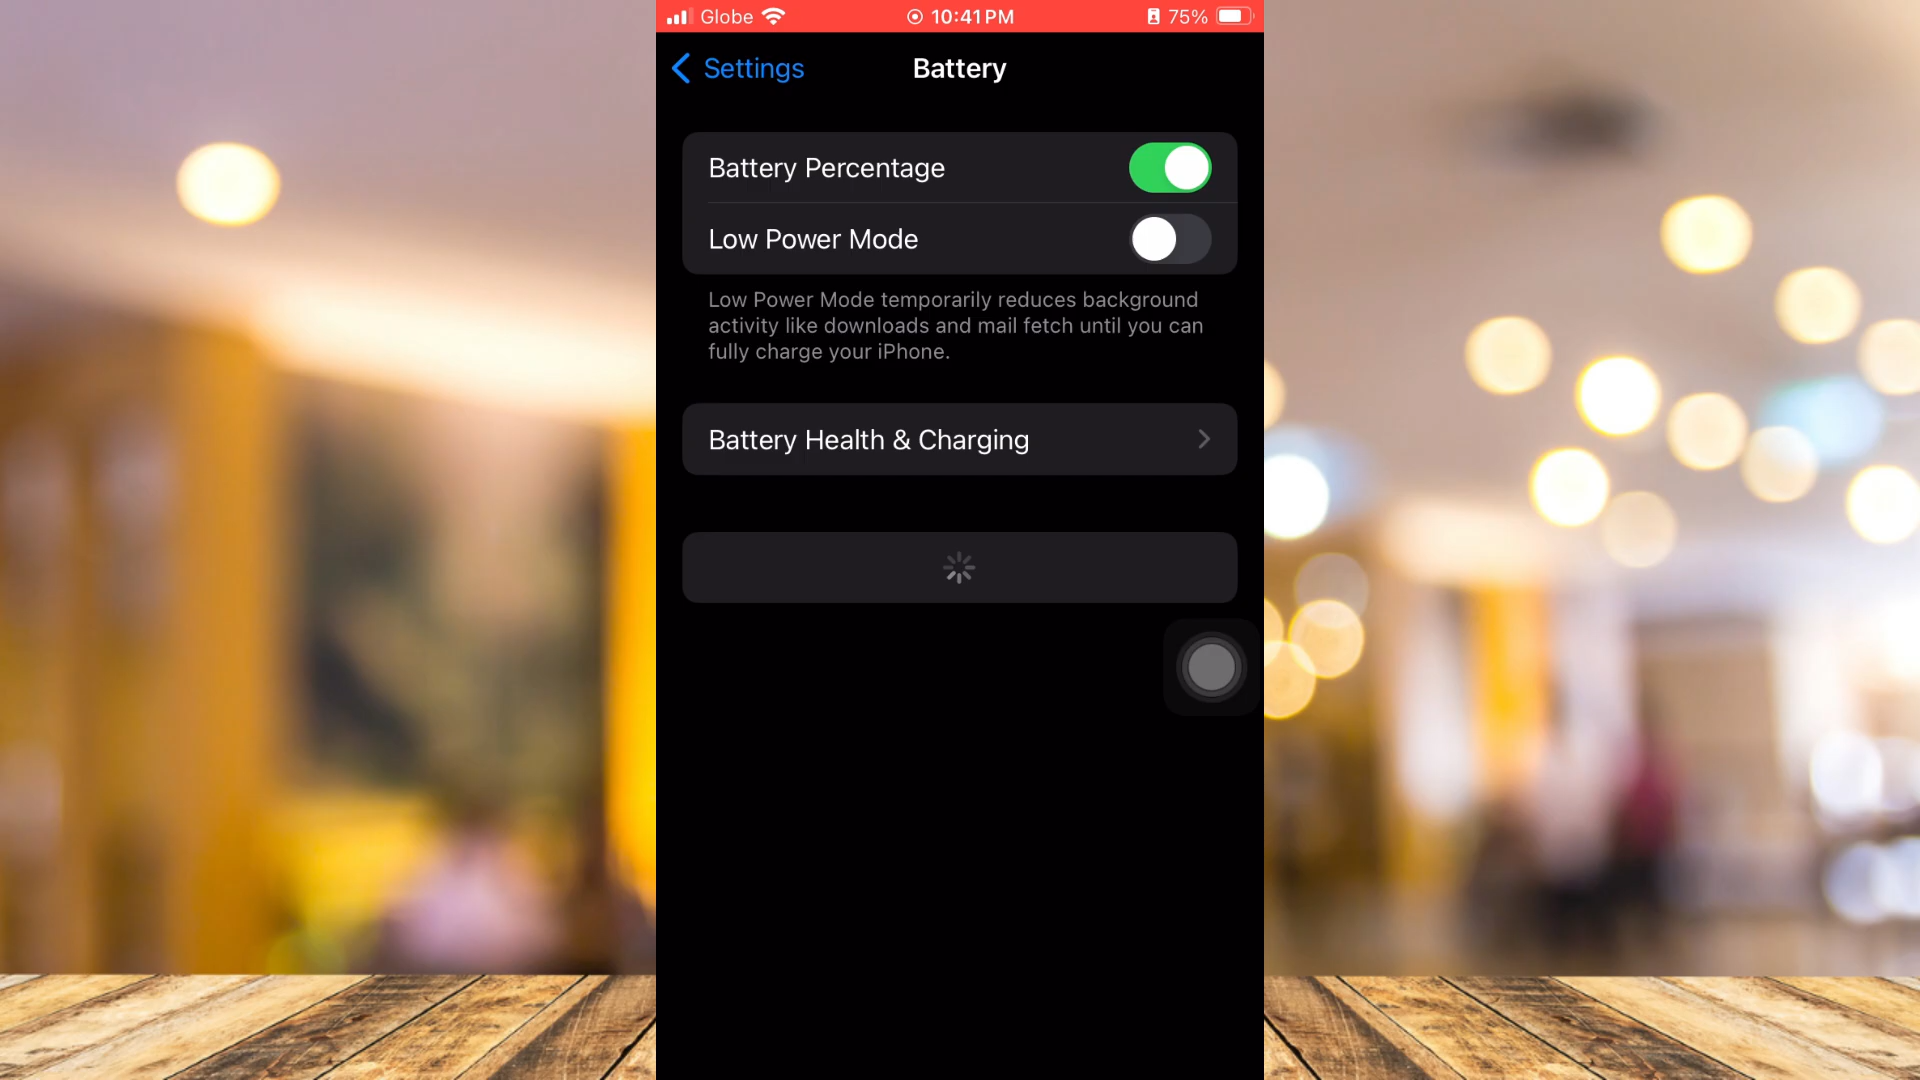 Globe 10:41 PM 75%
Settings Battery
Battery Percentage
Low Power Mode
Low Power Mode temporarily reduces background
activity like downloads and mail fetch until you can
fully charge your iPhone.
Battery Health & Charging